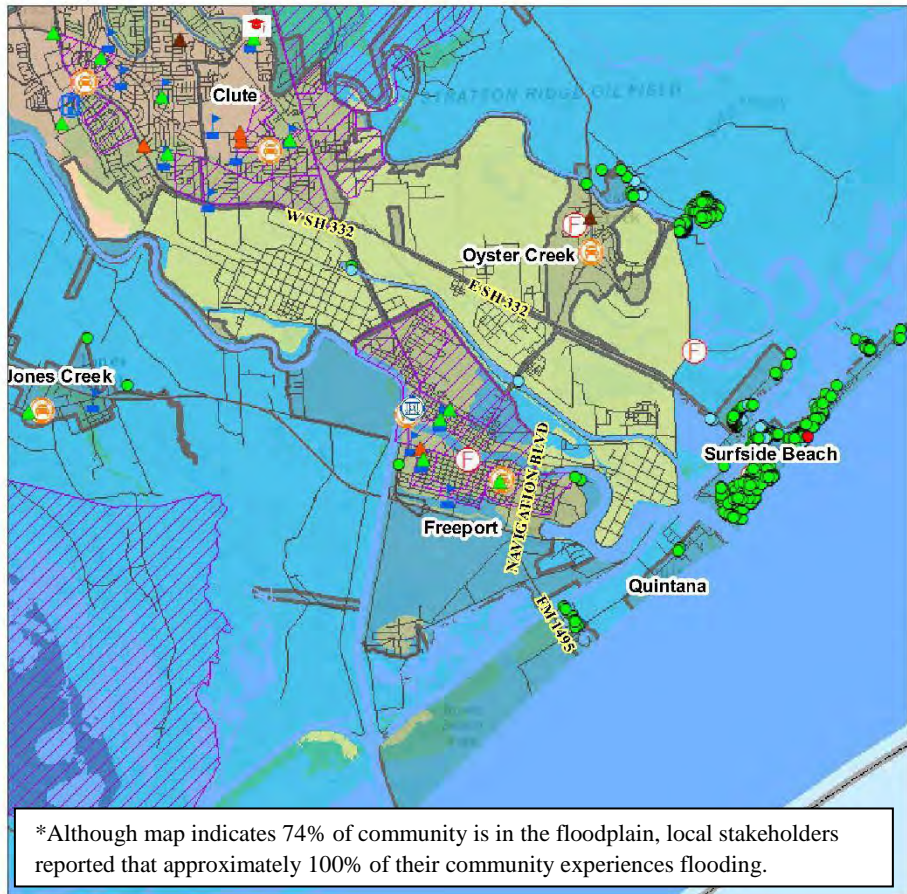 Clute
STRATTON RIDGE OIL FIELD
W SH 332
F
Oyster Creek
E SH 332
F
Jones Creek
Surfside Beach
F
NAVIGATION BLVD
Freeport
Quintana
FM 1495
*Although map indicates 74% of community is in the floodplain, local stakeholders
reported that approximately 100% of their community experiences flooding.